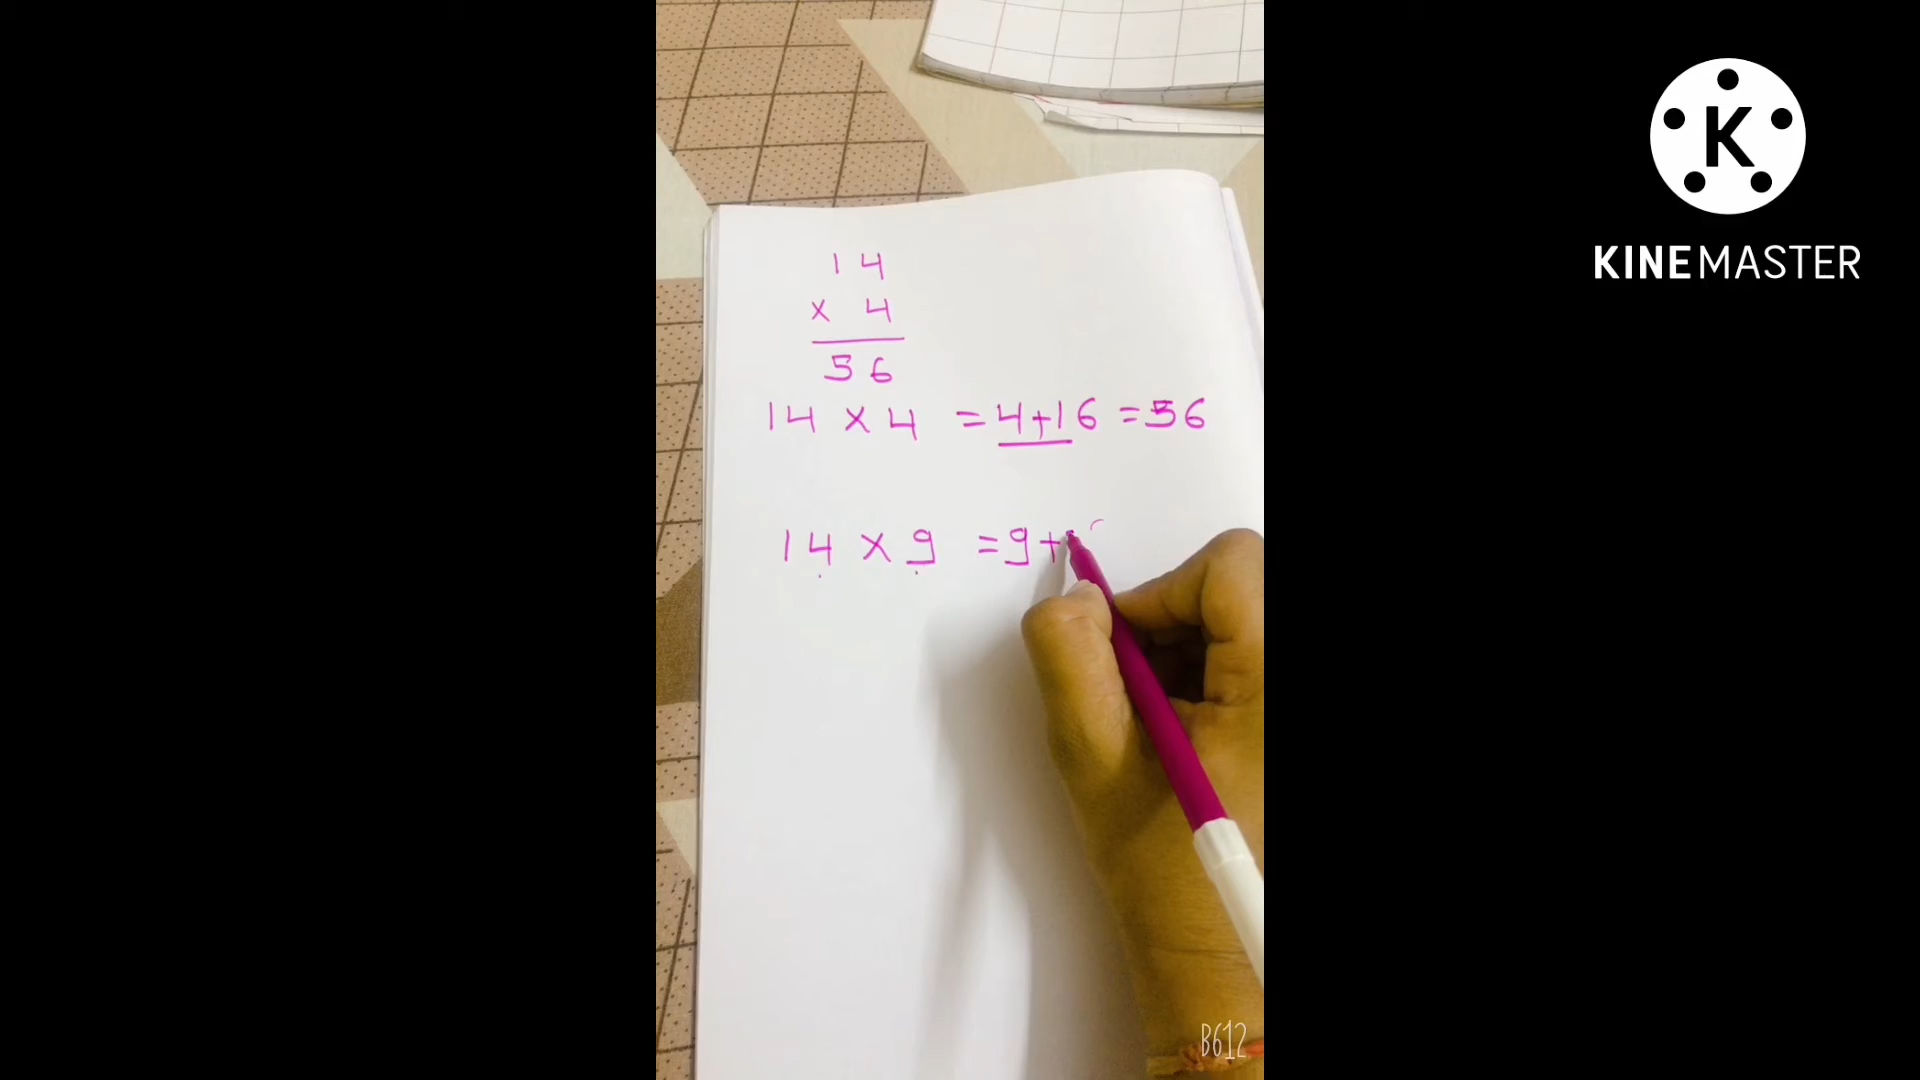 14
× 4
56
14 × 4 = 4+16 = 56
14 × 9 = 9+
K
KINEMASTER
B612